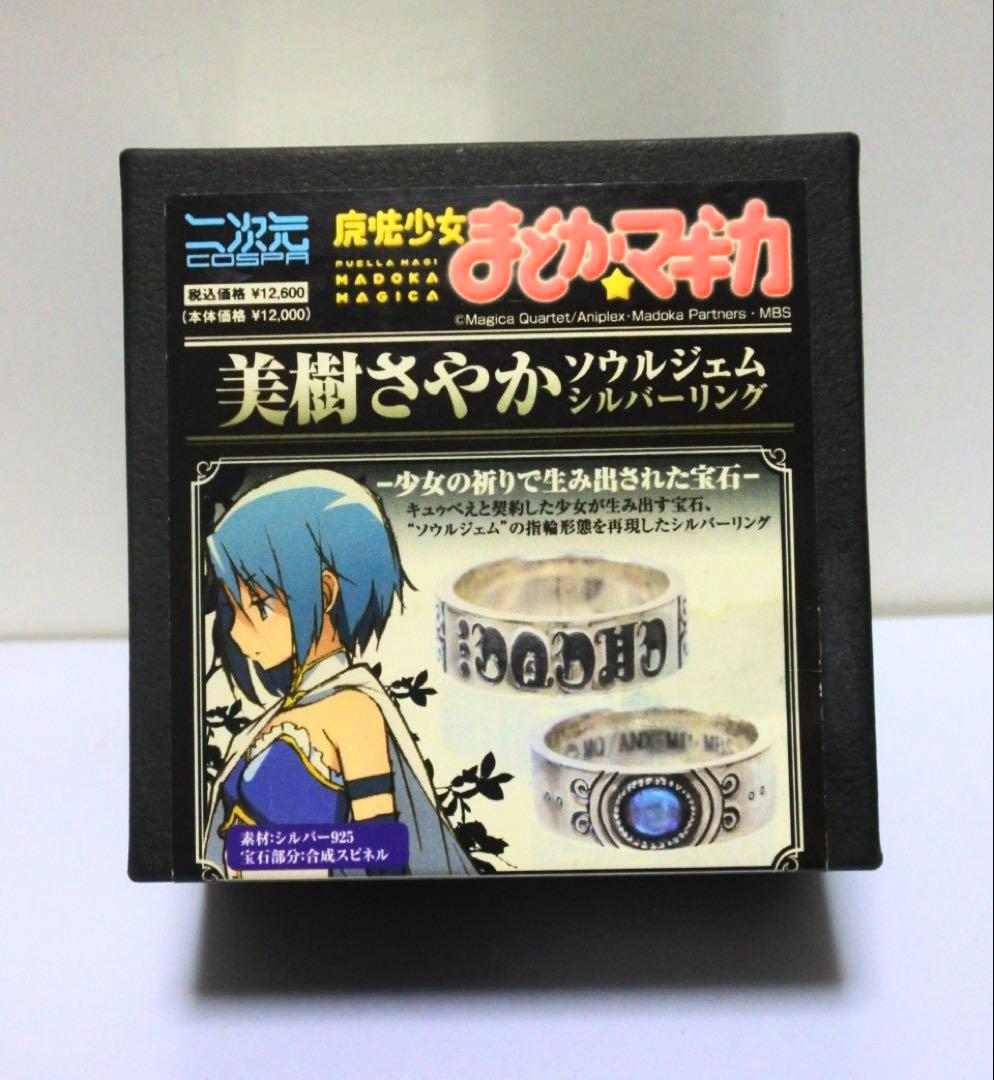 二次元
COSPA
税込価格 ¥12,600
(本体価格 ¥12,000)
魔法少女
まどか★マギカ
PUELLA MAGI
MADOKA
MAGICA
©Magica Quartet/Aniplex・Madoka Partners・MBS
美樹さやか
ソウルジェム
シルバーリング
−少女の祈りで生み出された宝石−
キュゥべえと契約した少女が生み出す宝石、
“ソウルジェム”の指輪形態を再現したシルバーリング
素材:シルバー925
宝石部分:合成スピネル